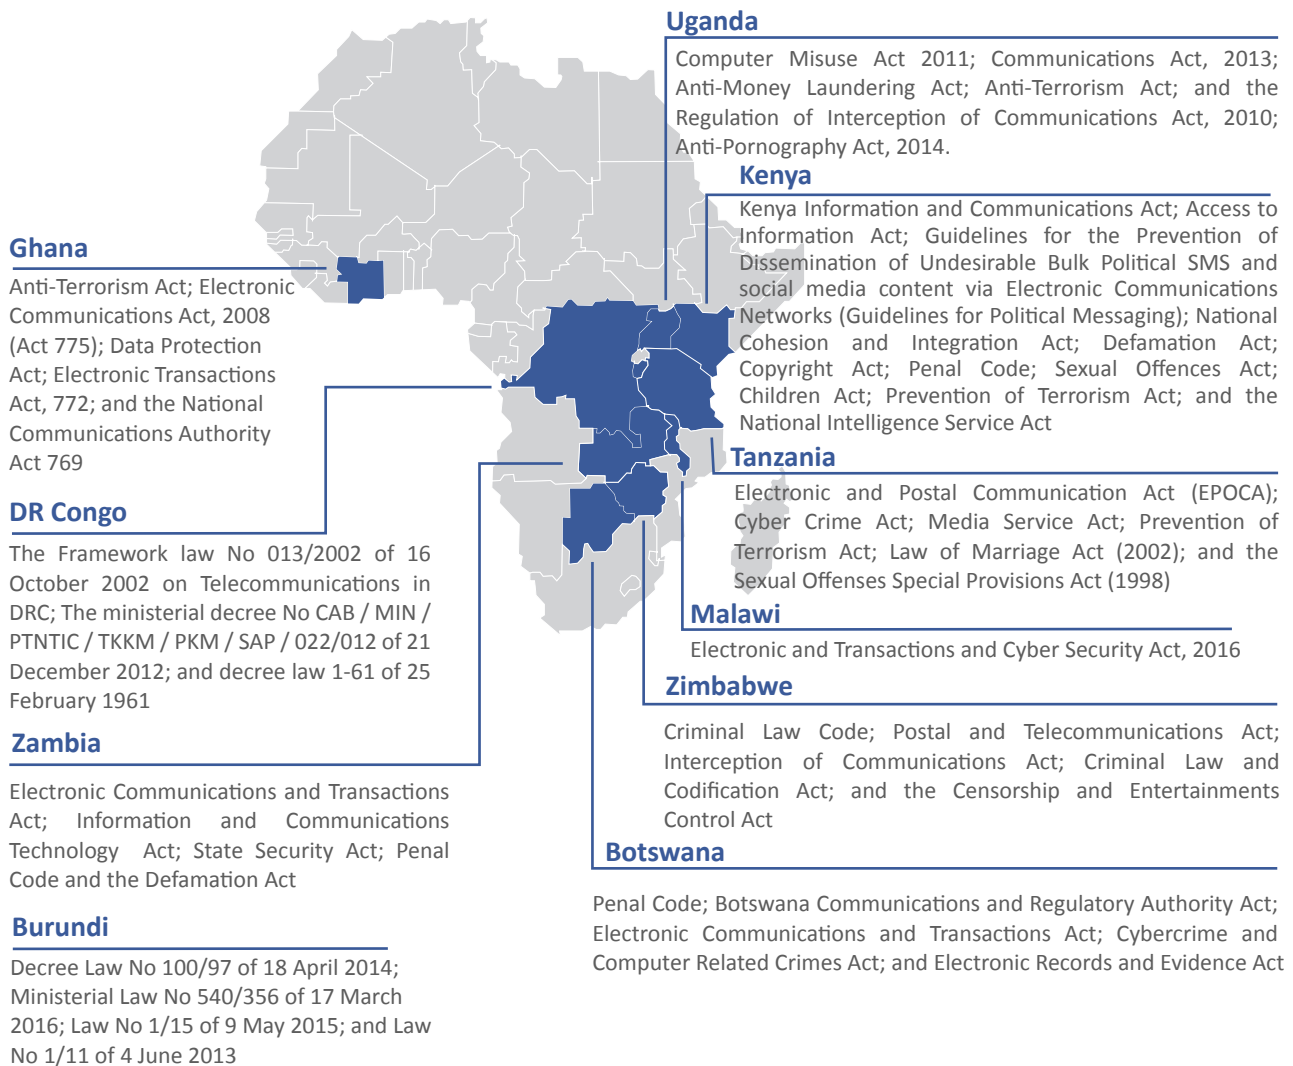 Uganda
Computer Misuse Act 2011; Communications Act, 2013;
Anti-Money Laundering Act; Anti-Terrorism Act; and the
Regulation of Interception of Communications Act, 2010;
Anti-Pornography Act, 2014.
Kenya
Kenya Information and Communications Act; Access to
Information Act; Guidelines for the Prevention of
Dissemination of Undesirable Bulk Political SMS and
social media content via Electronic Communications
Networks (Guidelines for Political Messaging); National
Cohesion and Integration Act; Defamation Act;
Copyright Act; Penal Code; Sexual Offences Act;
Children Act; Prevention of Terrorism Act; and the
National Intelligence Service Act
Ghana
Anti-Terrorism Act; Electronic
Communications Act, 2008
(Act 775); Data Protection
Act; Electronic Transactions
Act, 772; and the National
Communications Authority
Act 769
Tanzania
Electronic and Postal Communication Act (EPOCA);
Cyber Crime Act; Media Service Act; Prevention of
Terrorism Act; Law of Marriage Act (2002); and the
Sexual Offenses Special Provisions Act (1998)
DR Congo
The Framework law No 013/2002 of 16
October 2002 on Telecommunications in
DRC; The ministerial decree No CAB / MIN /
PTNTIC / TKKM / PKM / SAP / 022/012 of 21
December 2012; and decree law 1-61 of 25
February 1961
Malawi
Electronic and Transactions and Cyber Security Act, 2016
Zimbabwe
Criminal Law Code; Postal and Telecommunications Act;
Interception of Communications Act; Criminal Law and
Codification Act; and the Censorship and Entertainments
Control Act
Zambia
Electronic Communications and Transactions
Act; Information and Communications
Technology Act; State Security Act; Penal
Code and the Defamation Act
Botswana
Penal Code; Botswana Communications and Regulatory Authority Act;
Electronic Communications and Transactions Act; Cybercrime and
Computer Related Crimes Act; and Electronic Records and Evidence Act
Burundi
Decree Law No 100/97 of 18 April 2014;
Ministerial Law No 540/356 of 17 March
2016; Law No 1/15 of 9 May 2015; and Law
No 1/11 of 4 June 2013